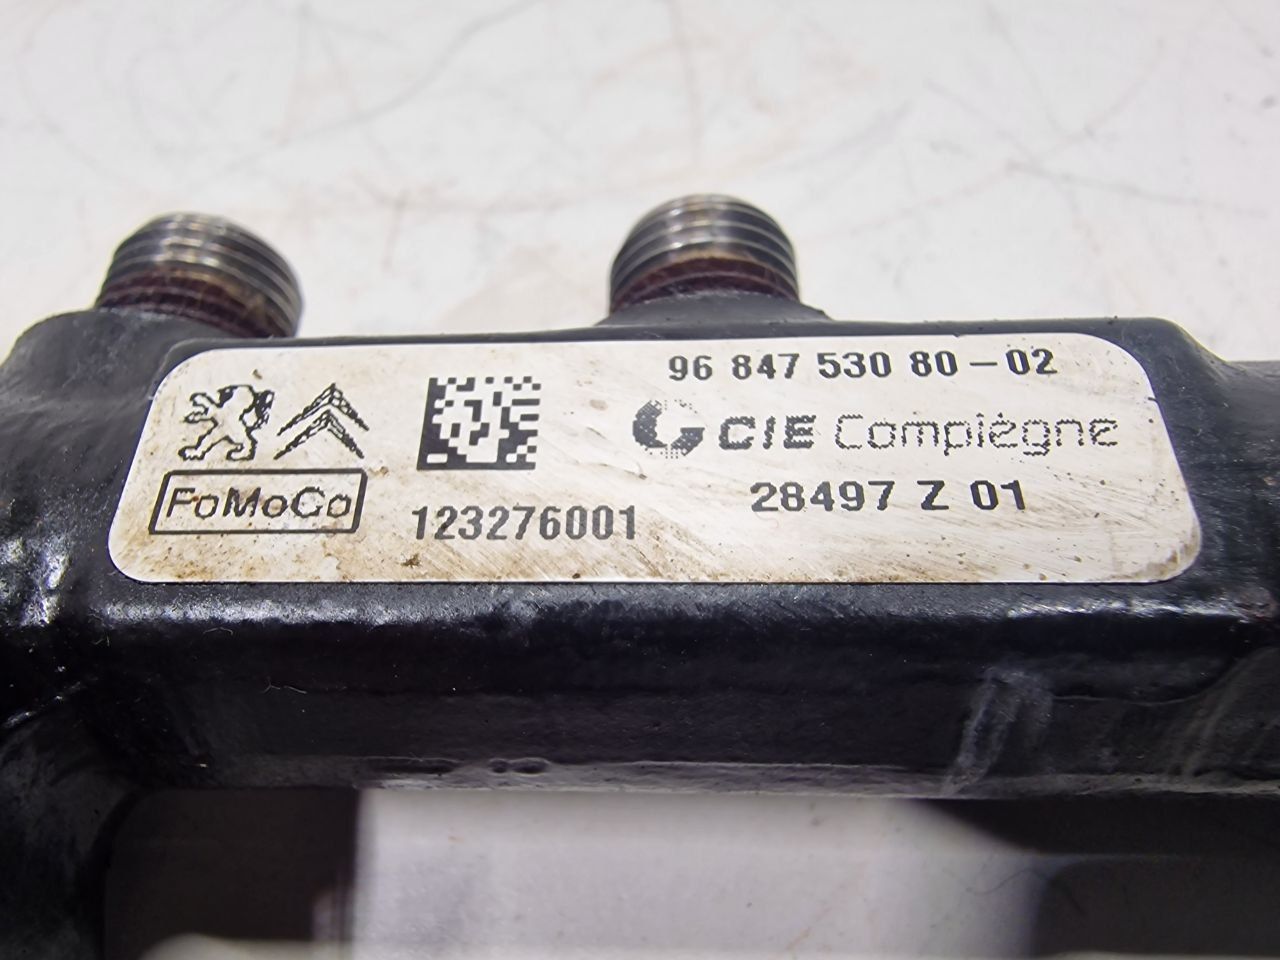 96 847 530 80-02
CIE Compiègne
FoMoCo
123276001
28497 Z 01